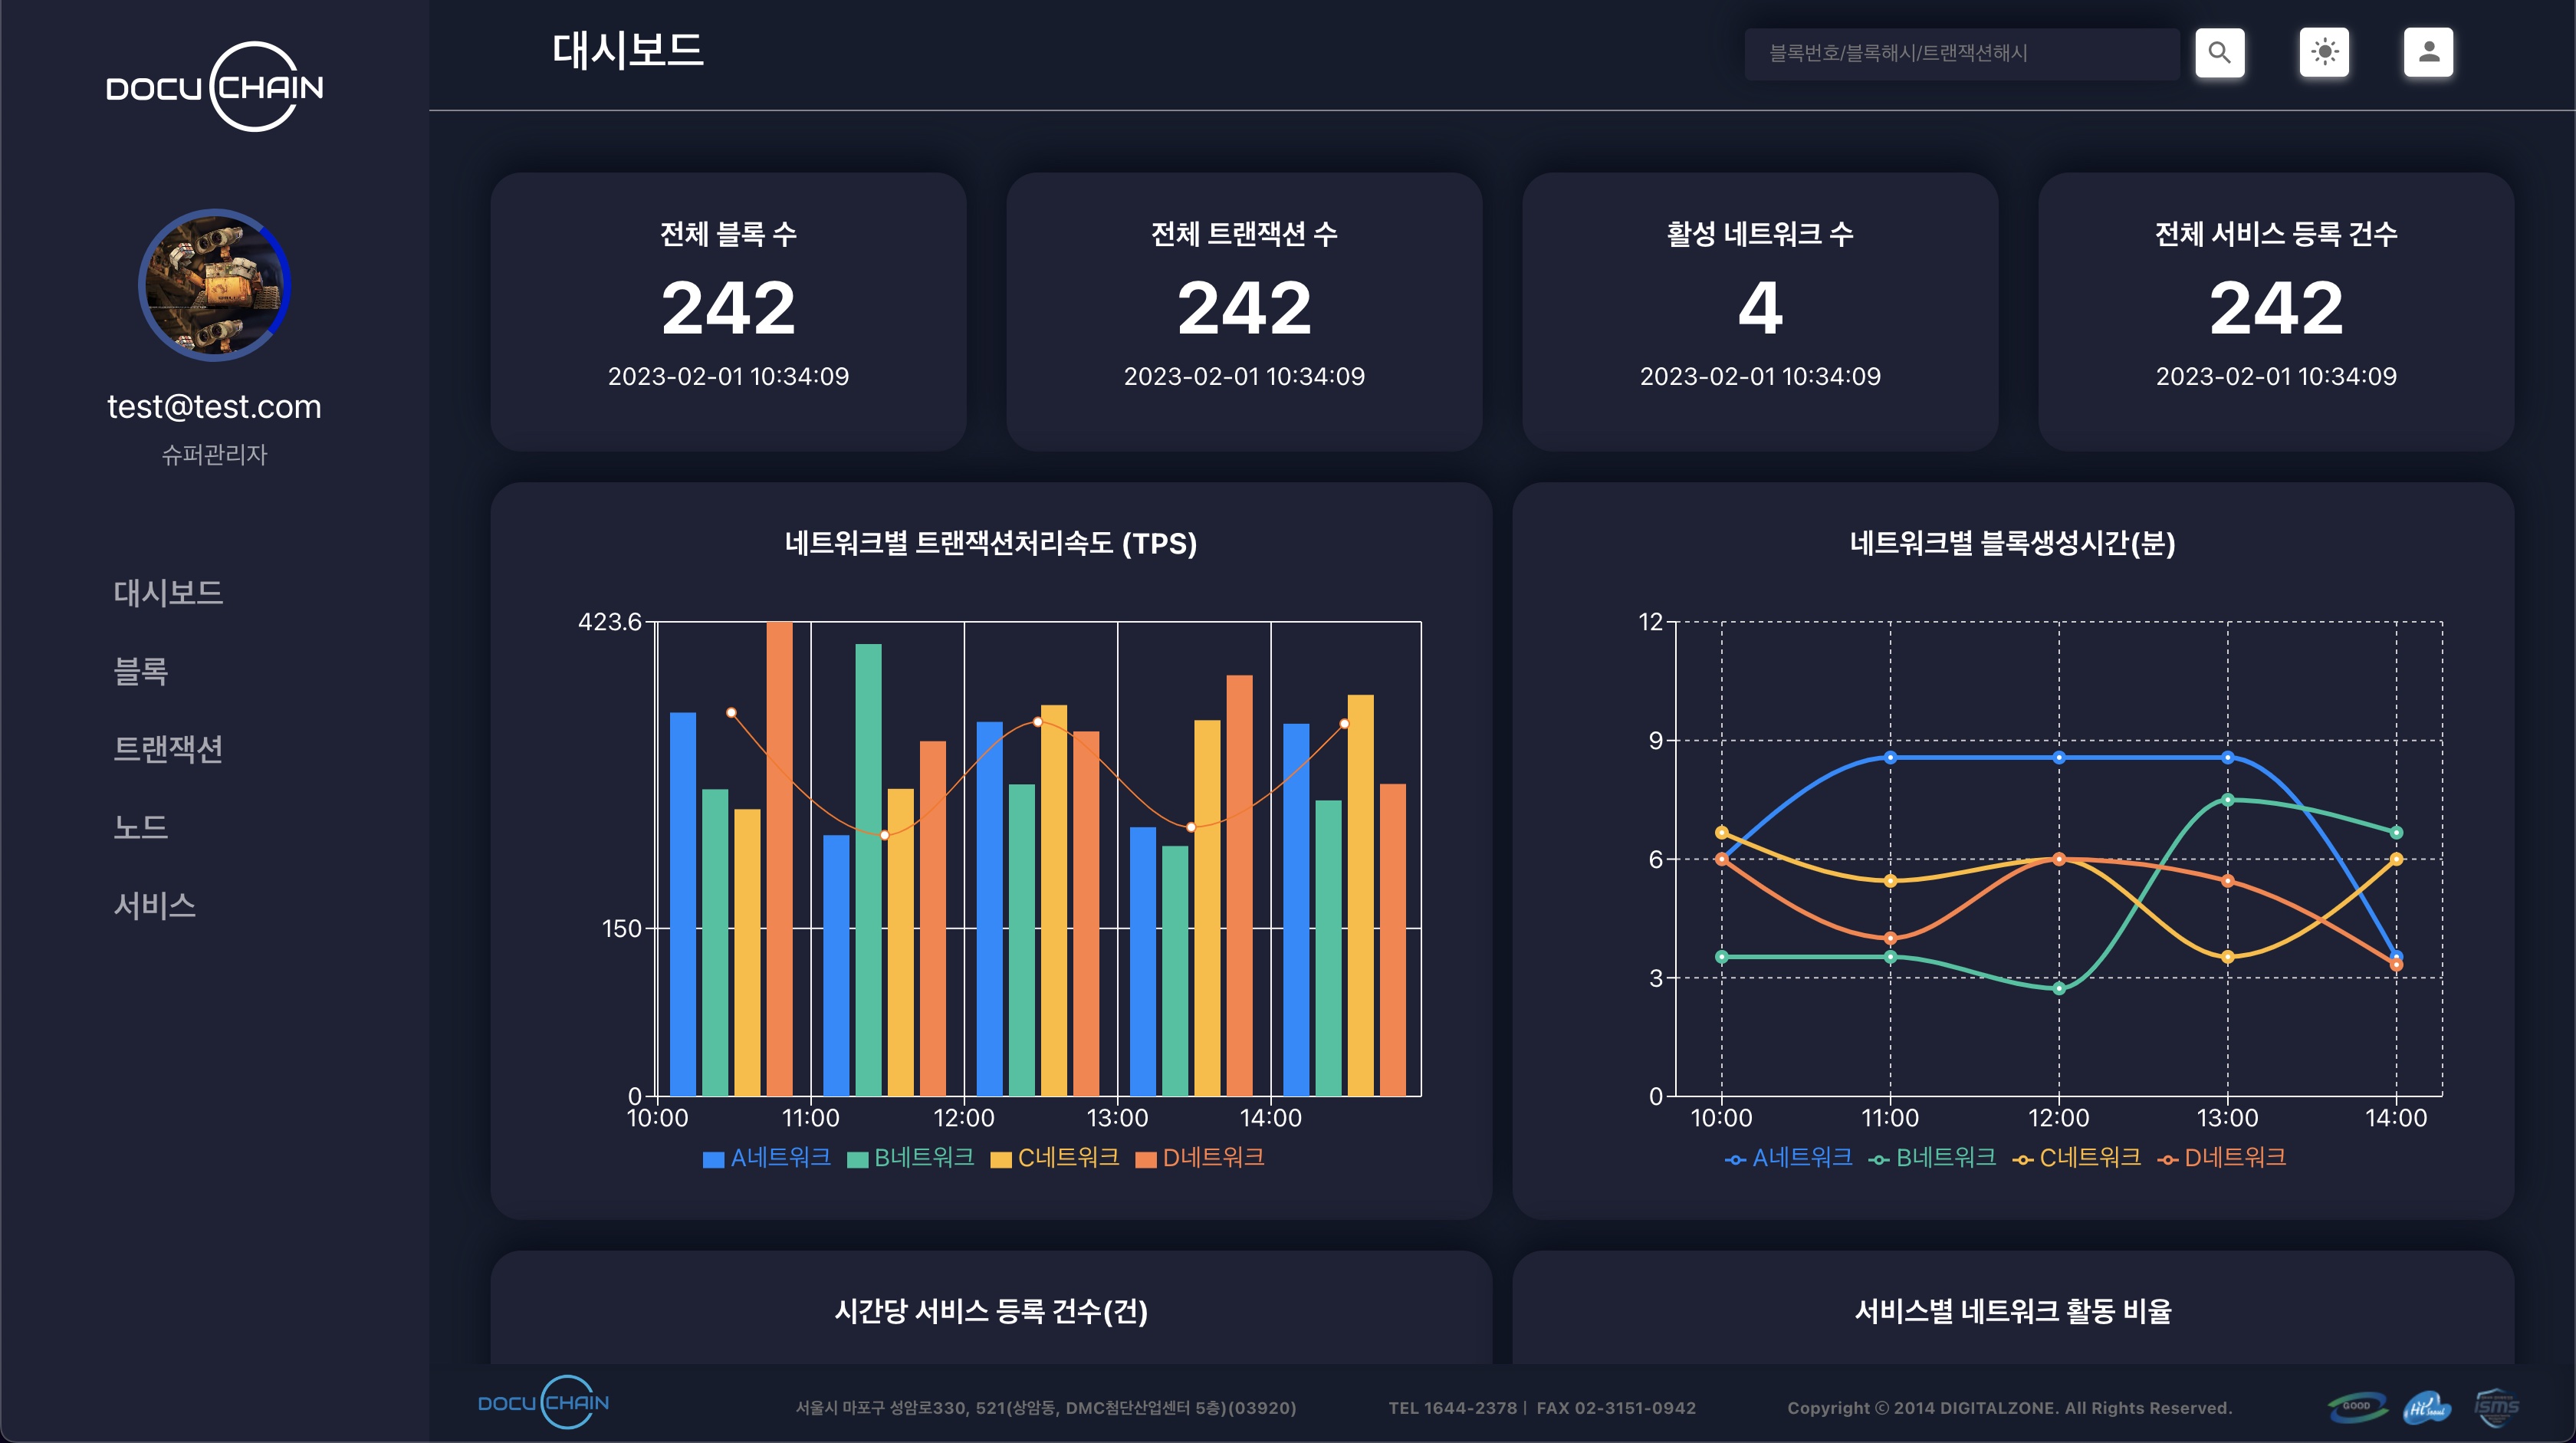 DOCU CHAIN
test@test.com
슈퍼관리자
대시보드
블록
트랜잭션
노드
서비스
대시보드
블록번호/블록해시/트랜잭션해시
전체 블록 수
242
2023-02-01 10:34:09
전체 트랜잭션 수
242
2023-02-01 10:34:09
활성 네트워크 수
4
2023-02-01 10:34:09
전체 서비스 등록 건수
242
2023-02-01 10:34:09
네트워크별 트랜잭션처리속도 (TPS)
423.6
150
0
10:00 11:00 12:00 13:00 14:00
A네트워크 B네트워크 C네트워크 D네트워크
네트워크별 블록생성시간(분)
12
9
6
3
0
10:00 11:00 12:00 13:00 14:00
A네트워크 B네트워크 C네트워크 D네트워크
시간당 서비스 등록 건수(건)
서비스별 네트워크 활동 비율
DOCU CHAIN
서울시 마포구 성암로330, 521(상암동, DMC첨단산업센터 5층)(03920)
TEL 1644-2378 | FAX 02-3151-0942
Copyright © 2014 DIGITALZONE. All Rights Reserved.
GOOD
Hi Seoul
isms